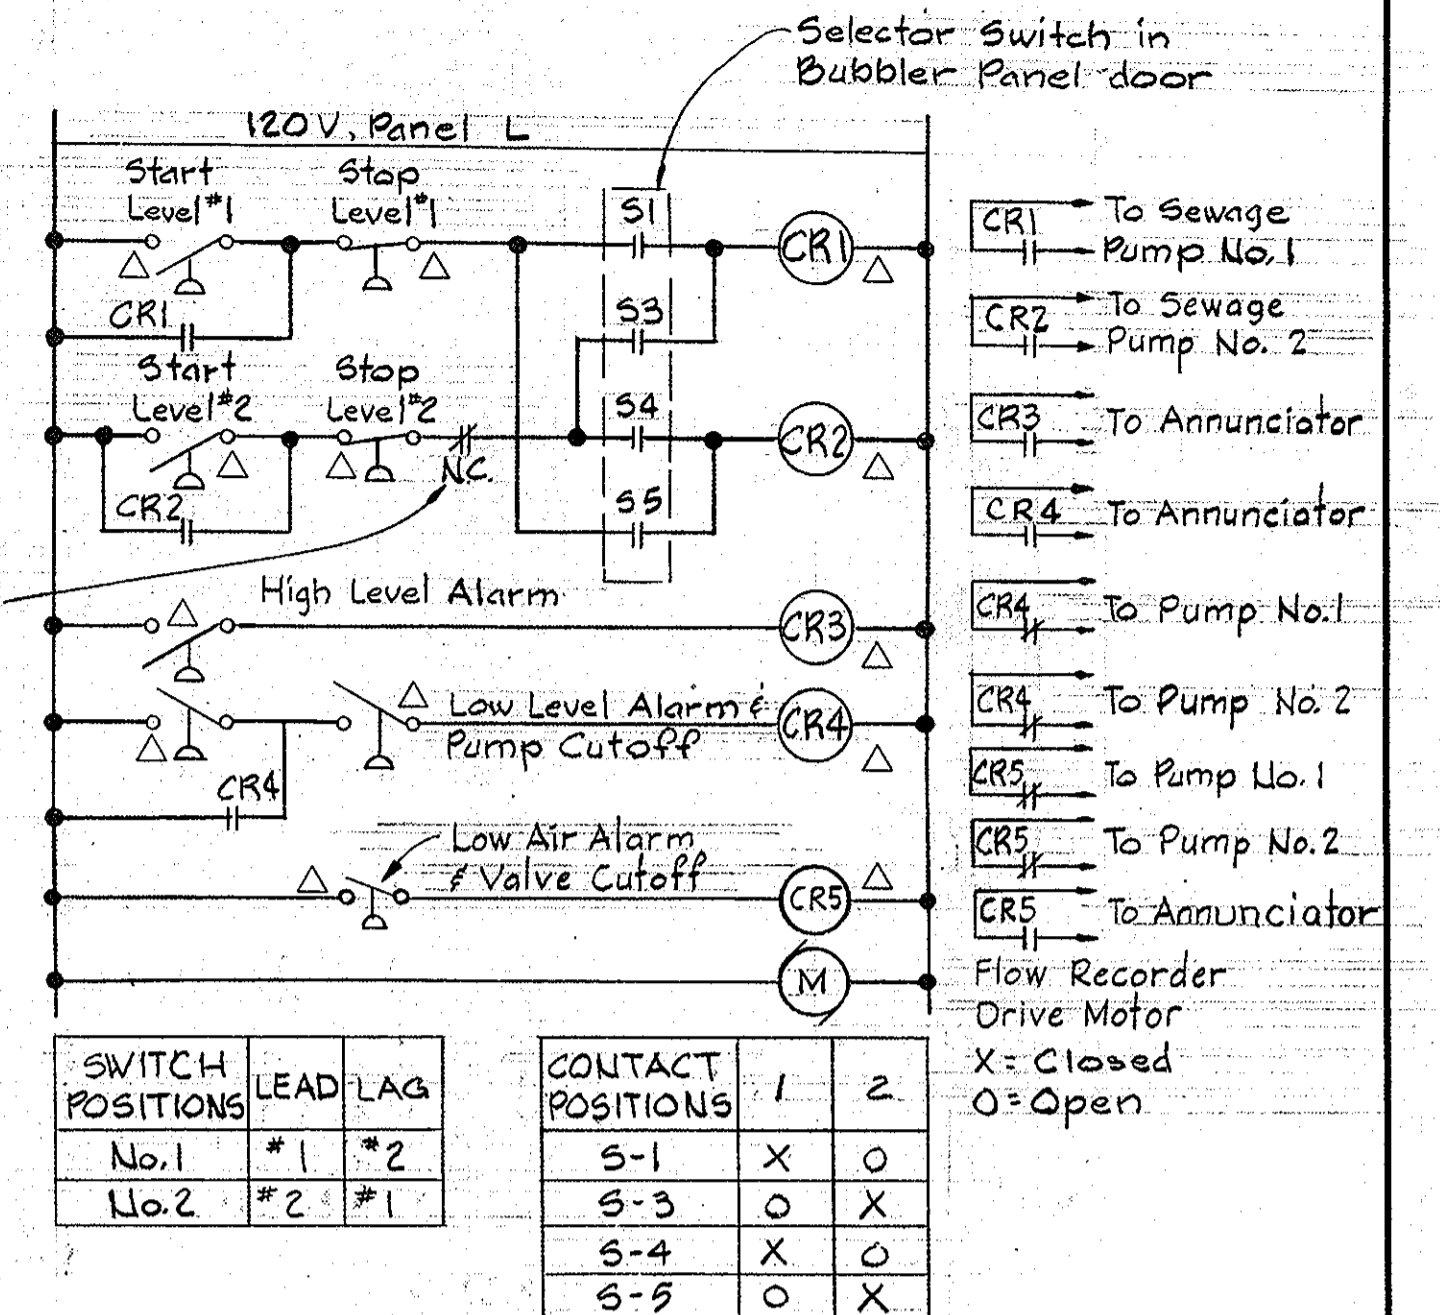 Selector Switch in
Bubbler Panel door
120V, Panel L
Start
Level #1
Stop
Level #1
S1
CR1
CR1
S3
Start
Level #2
Stop
Level #2
S4
CR2
N.C.
CR2
S5
High Level Alarm
CR3
Low Level Alarm &
Pump Cutoff
CR4
CR4
Low Air Alarm
& Valve Cutoff
CR5
M
CR1
To Sewage
Pump No. 1
CR2
To Sewage
Pump No. 2
CR3
To Annunciator
CR4
To Annunciator
CR4
To Pump No.1
CR4
To Pump No. 2
CR5
To Pump No. 1
CR5
To Pump No. 2
CR5
To Annunciator
Flow Recorder
Drive Motor
X = Closed
O = Open
SWITCH POSITIONS LEAD LAG
No.1 #1 #2
No.2 #2 #1
CONTACT POSITIONS 1 2
S-1 X O
S-3 O X
S-4 X O
S-5 O X